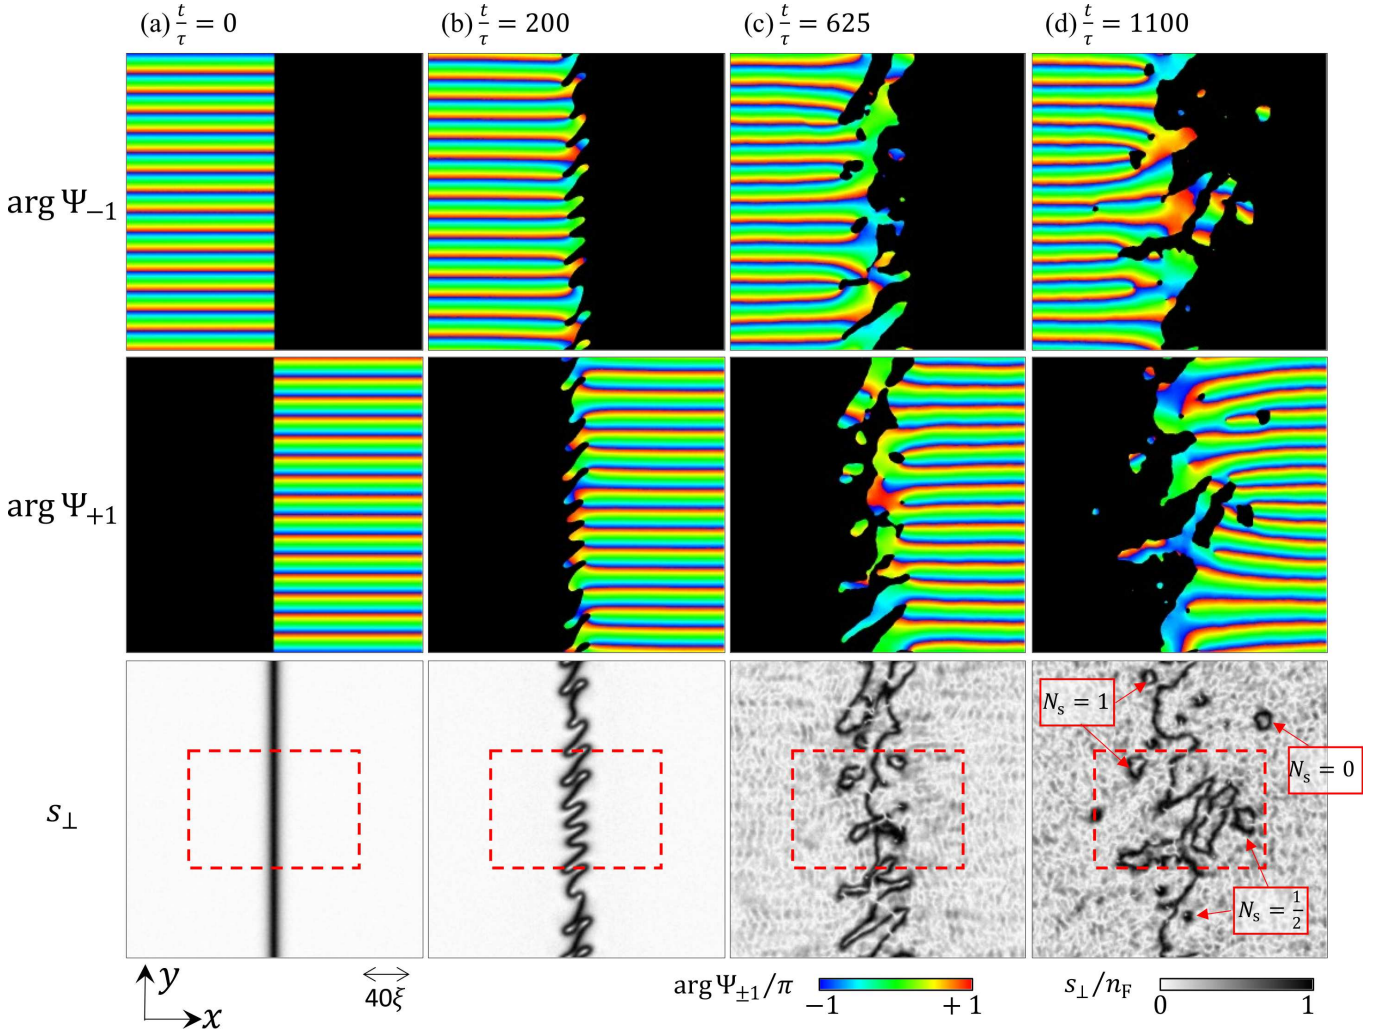 (a) t/τ = 0
(b) t/τ = 200
(c) t/τ = 625
(d) t/τ = 1100
arg Ψ₋₁
arg Ψ₊₁
s⊥
Nₛ = 1
Nₛ = 0
Nₛ = 1/2
y
x
40ξ
arg Ψ±₁/π
−1
+1
s⊥/n_F
0
1